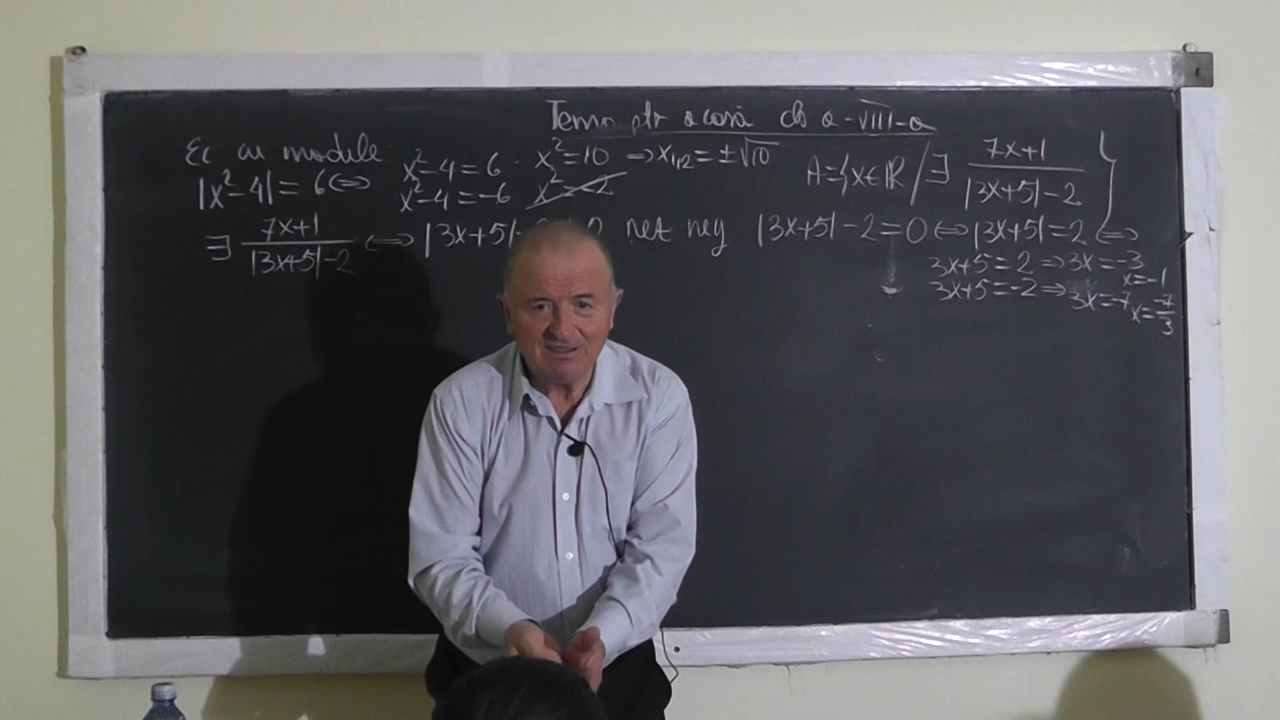 Tema ptr acasă cls a-VIII-a
Ec cu module
|x²-4|=6⇔ x²-4=6 x²=10 ⇒x₁,₂=±√10
x²-4=-6 x²=-2
A={x∈ℝ/∃ (7x+1)/(|3x+5|-2)}
∃ (7x+1)/(|3x+5|-2) ⇔ |3x+5| net neg |3x+5|-2=0⇔|3x+5|=2⇔
3x+5=2⇒3x=-3 x=-1
3x+5=-2⇒3x=-7 x=-7/3